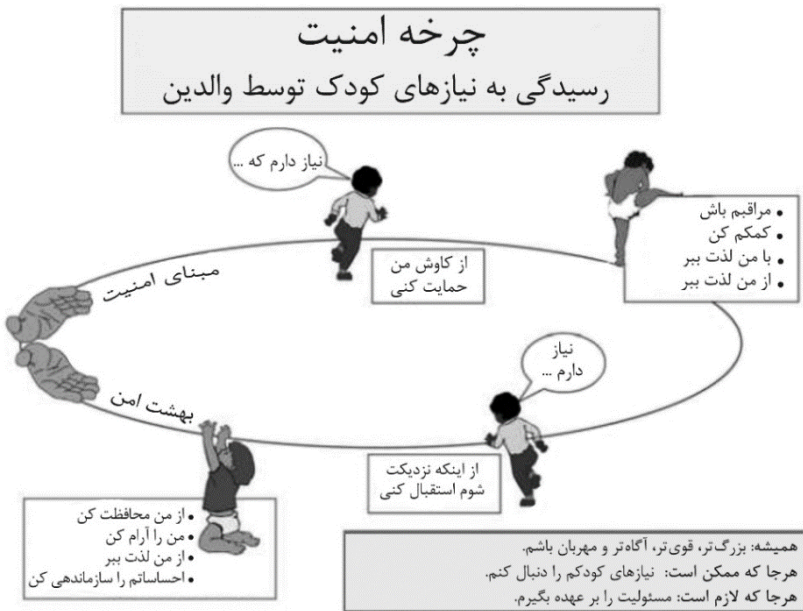 چرخه امنیت
رسیدگی به نیازهای کودک توسط والدین
نیاز دارم که ...
• مراقبم باش
• کمکم کن
• با من لذت ببر
• از من لذت ببر
از کاوش من
حمایت کنی
مبنای امنیت
نیاز
دارم ...
بهشت امن
از اینکه نزدیکت
شوم استقبال کنی
• از من محافظت کن
• من را آرام کن
• از من لذت ببر
• احساساتم را سازماندهی کن
همیشه: بزرگ‌تر، قوی‌تر، آگاه‌تر و مهربان باشم.
هرجا که ممکن است: نیازهای کودکم را دنبال کنم.
هرجا که لازم است: مسئولیت را بر عهده بگیرم.